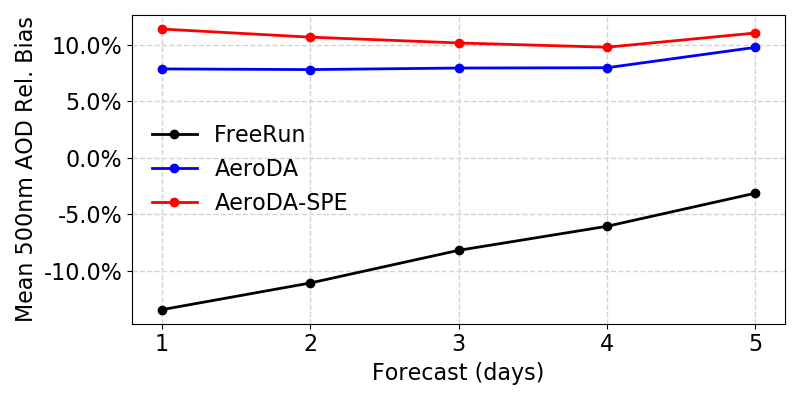 Mean 500nm AOD Rel. Bias
10.0%
5.0%
0.0%
-5.0%
-10.0%
FreeRun
AeroDA
AeroDA-SPE
1 2 3 4 5
Forecast (days)